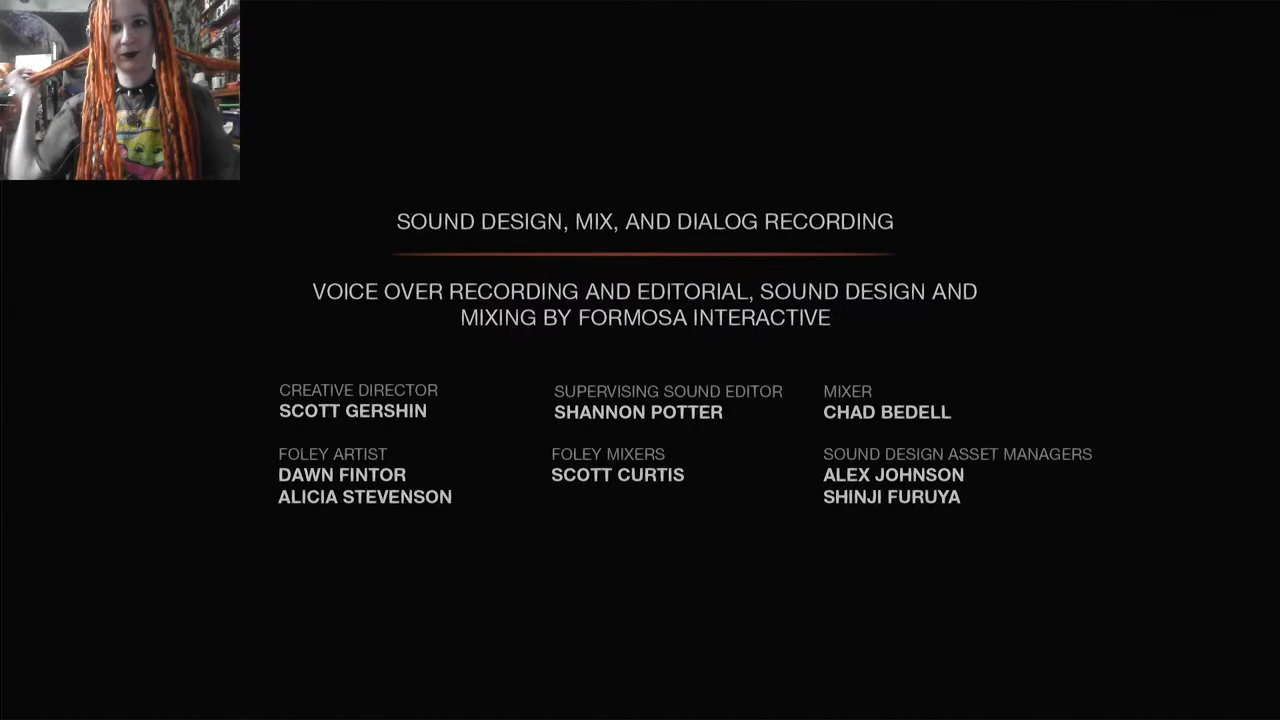 SOUND DESIGN, MIX, AND DIALOG RECORDING
VOICE OVER RECORDING AND EDITORIAL, SOUND DESIGN AND
MIXING BY FORMOSA INTERACTIVE
CREATIVE DIRECTOR
SCOTT GERSHIN
SUPERVISING SOUND EDITOR
SHANNON POTTER
MIXER
CHAD BEDELL
FOLEY ARTIST
DAWN FINTOR
ALICIA STEVENSON
FOLEY MIXERS
SCOTT CURTIS
SOUND DESIGN ASSET MANAGERS
ALEX JOHNSON
SHINJI FURUYA